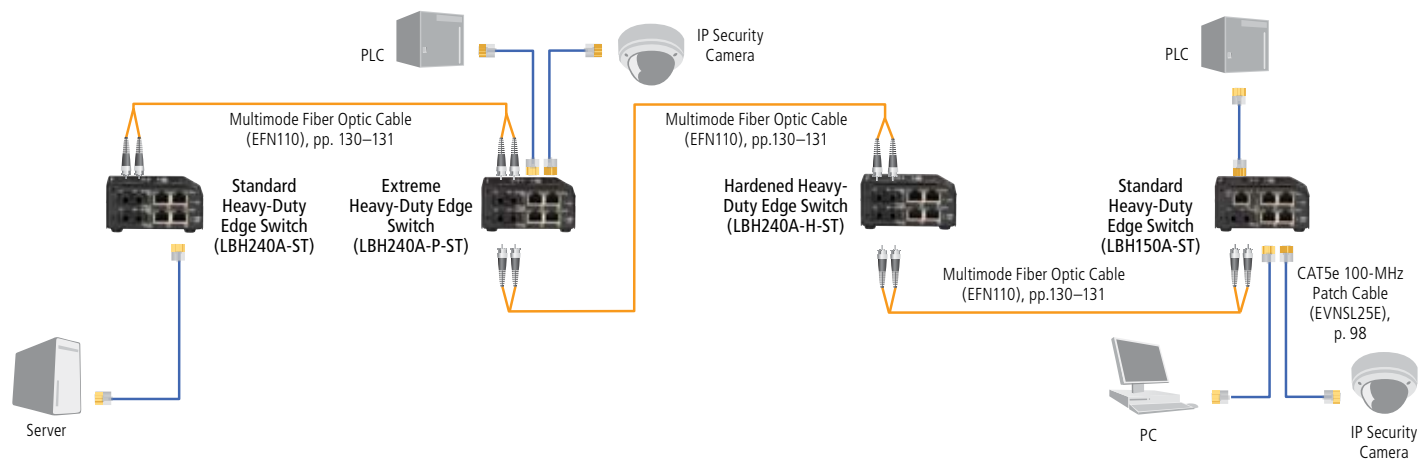 PLC
IP Security
Camera
PLC
Multimode Fiber Optic Cable
(EFN110), pp. 130–131
Multimode Fiber Optic Cable
(EFN110), pp.130–131
Standard
Heavy-Duty
Edge Switch
(LBH240A-ST)
Extreme
Heavy-Duty Edge
Switch
(LBH240A-P-ST)
Hardened Heavy-
Duty Edge Switch
(LBH240A-H-ST)
Standard
Heavy-Duty
Edge Switch
(LBH150A-ST)
Multimode Fiber Optic Cable
(EFN110), pp.130–131
CAT5e 100-MHz
Patch Cable
(EVNSL25E),
p. 98
Server
PC
IP Security
Camera